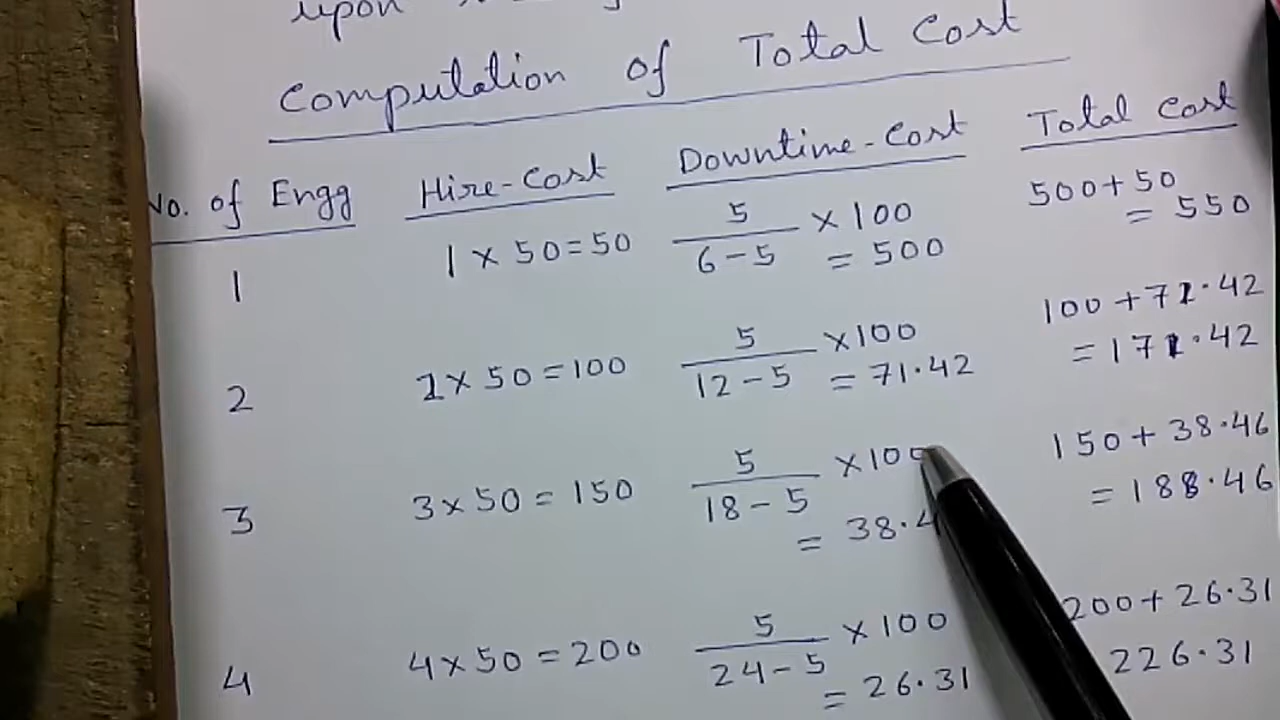 upon
Computation of Total Cost
No. of Engg Hire-Cost Downtime-Cost Total Cost
1 1 x 50 = 50 5 / 6-5 x 100 = 500 500 + 50 = 550
2 2 x 50 = 100 5 / 12-5 x 100 = 71.42 100 + 71.42 = 171.42
3 3 x 50 = 150 5 / 18-5 x 100 = 38.4 150 + 38.46 = 188.46
4 4 x 50 = 200 5 / 24-5 x 100 = 26.31 200 + 26.31 226.31